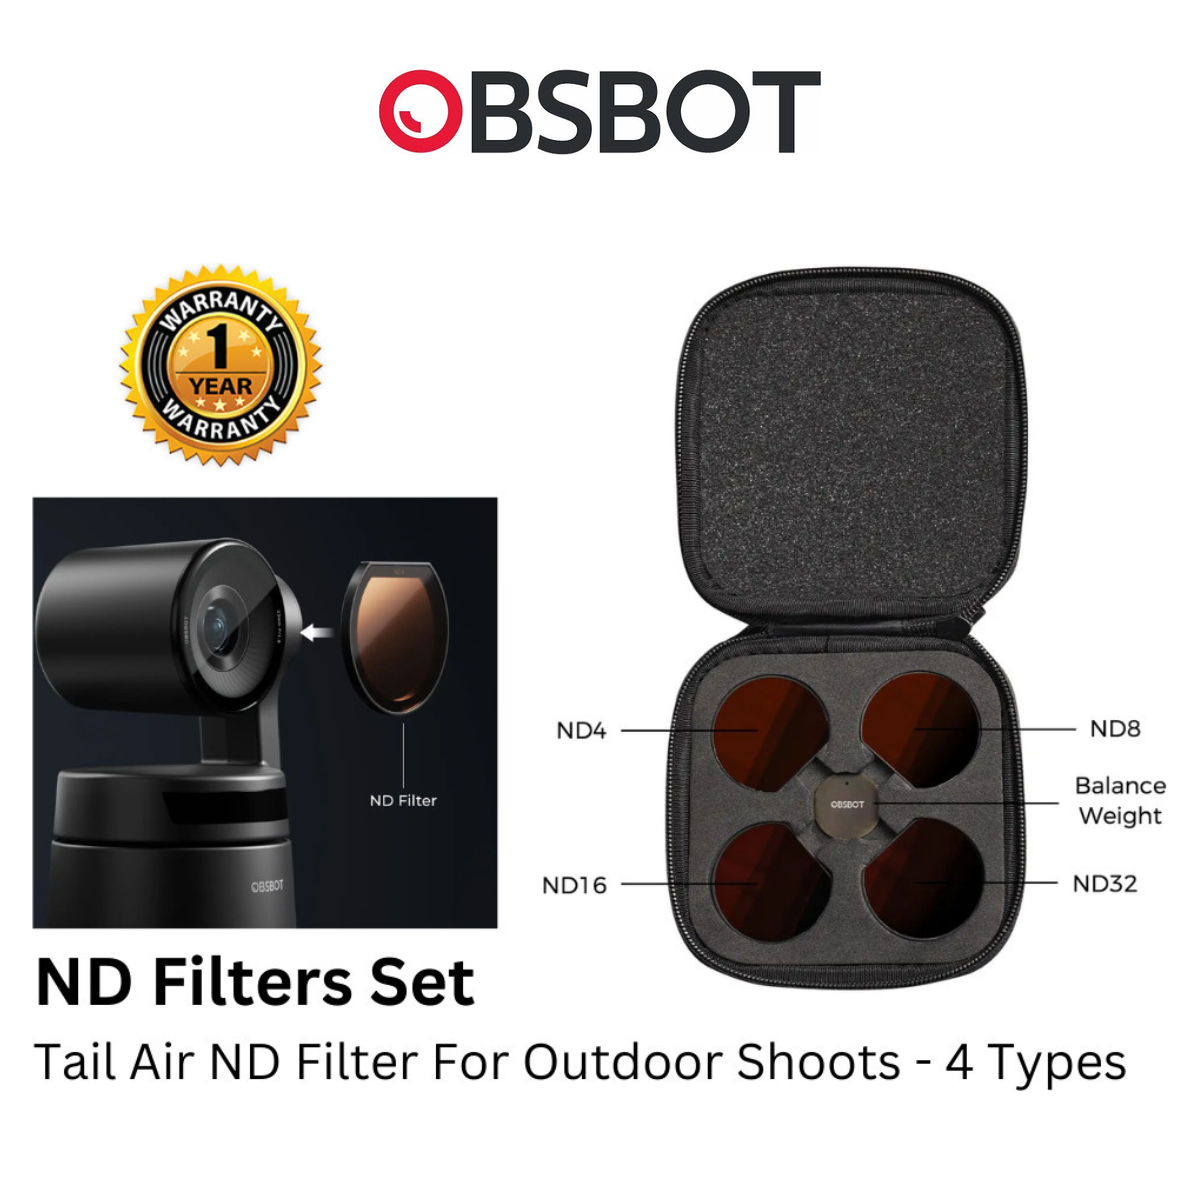 OBSBOT
WARRANTY
1
YEAR
WARRANTY
ND Filter
OBSBOT
ND4
ND8
Balance
Weight
OBSBOT
ND16
ND32
ND Filters Set
Tail Air ND Filter For Outdoor Shoots - 4 Types